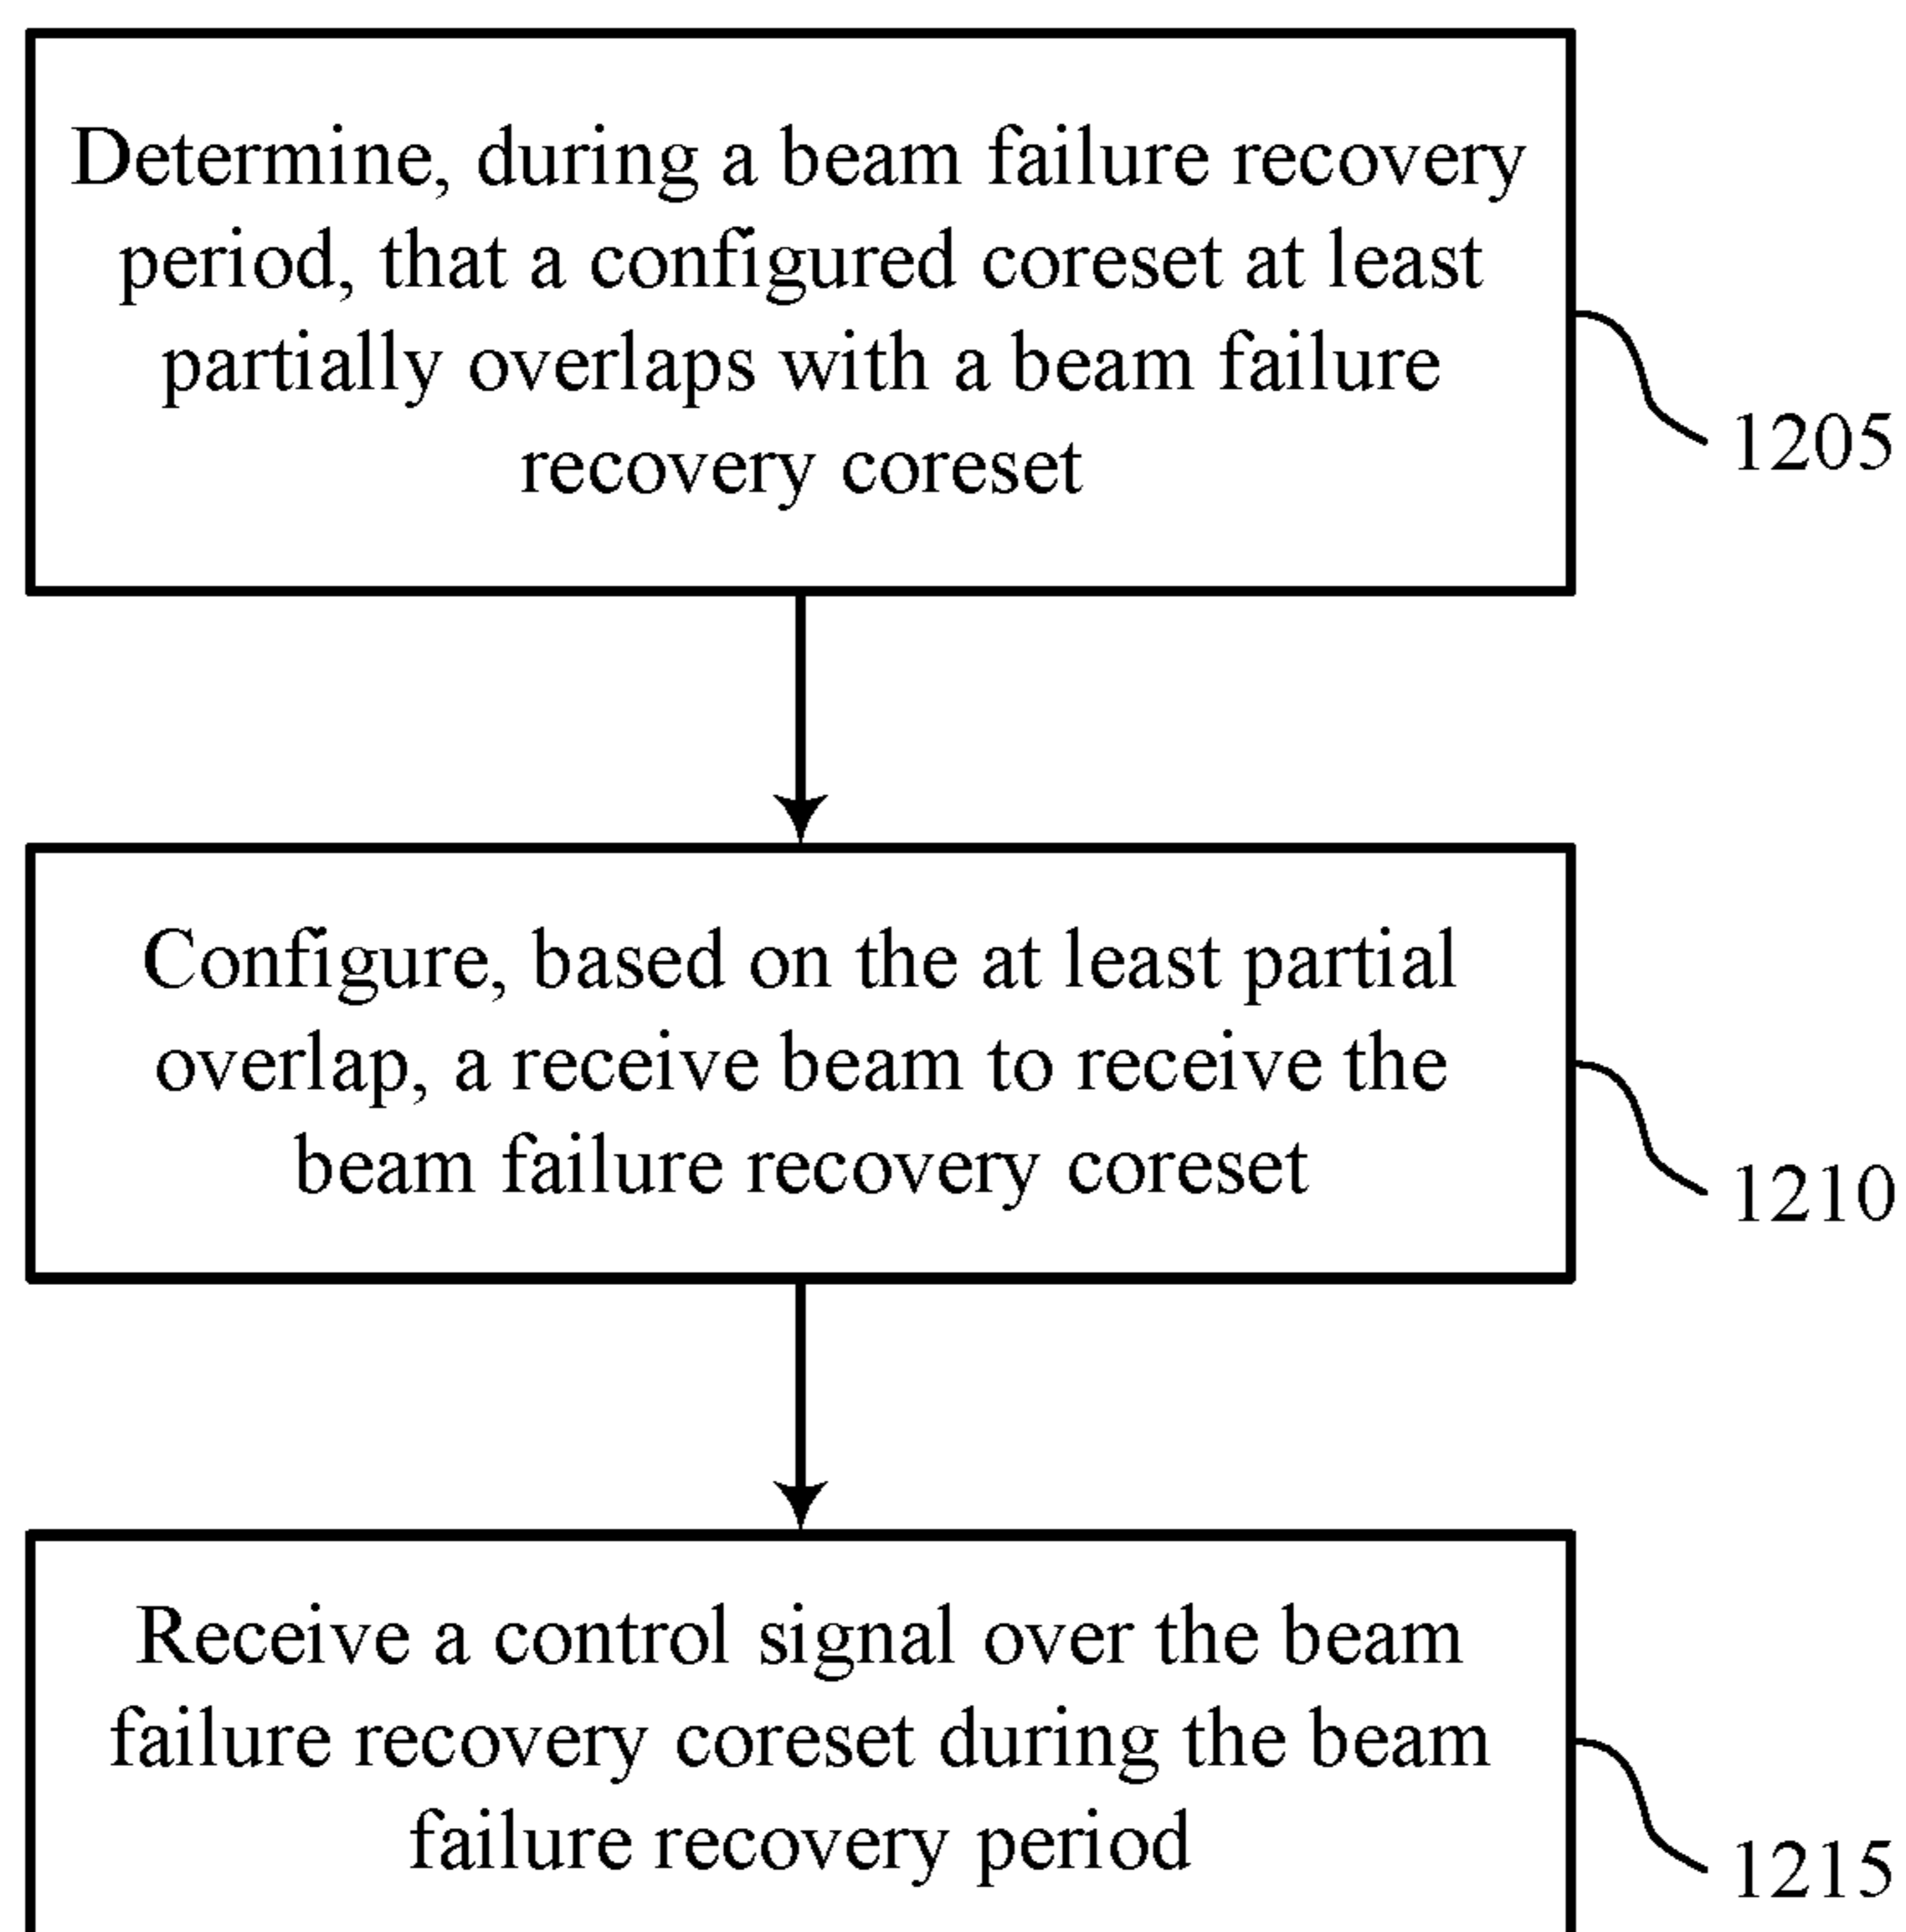 Determine, during a beam failure recovery
period, that a configured coreset at least
partially overlaps with a beam failure
recovery coreset
1205
Configure, based on the at least partial
overlap, a receive beam to receive the
beam failure recovery coreset
1210
Receive a control signal over the beam
failure recovery coreset during the beam
failure recovery period
1215